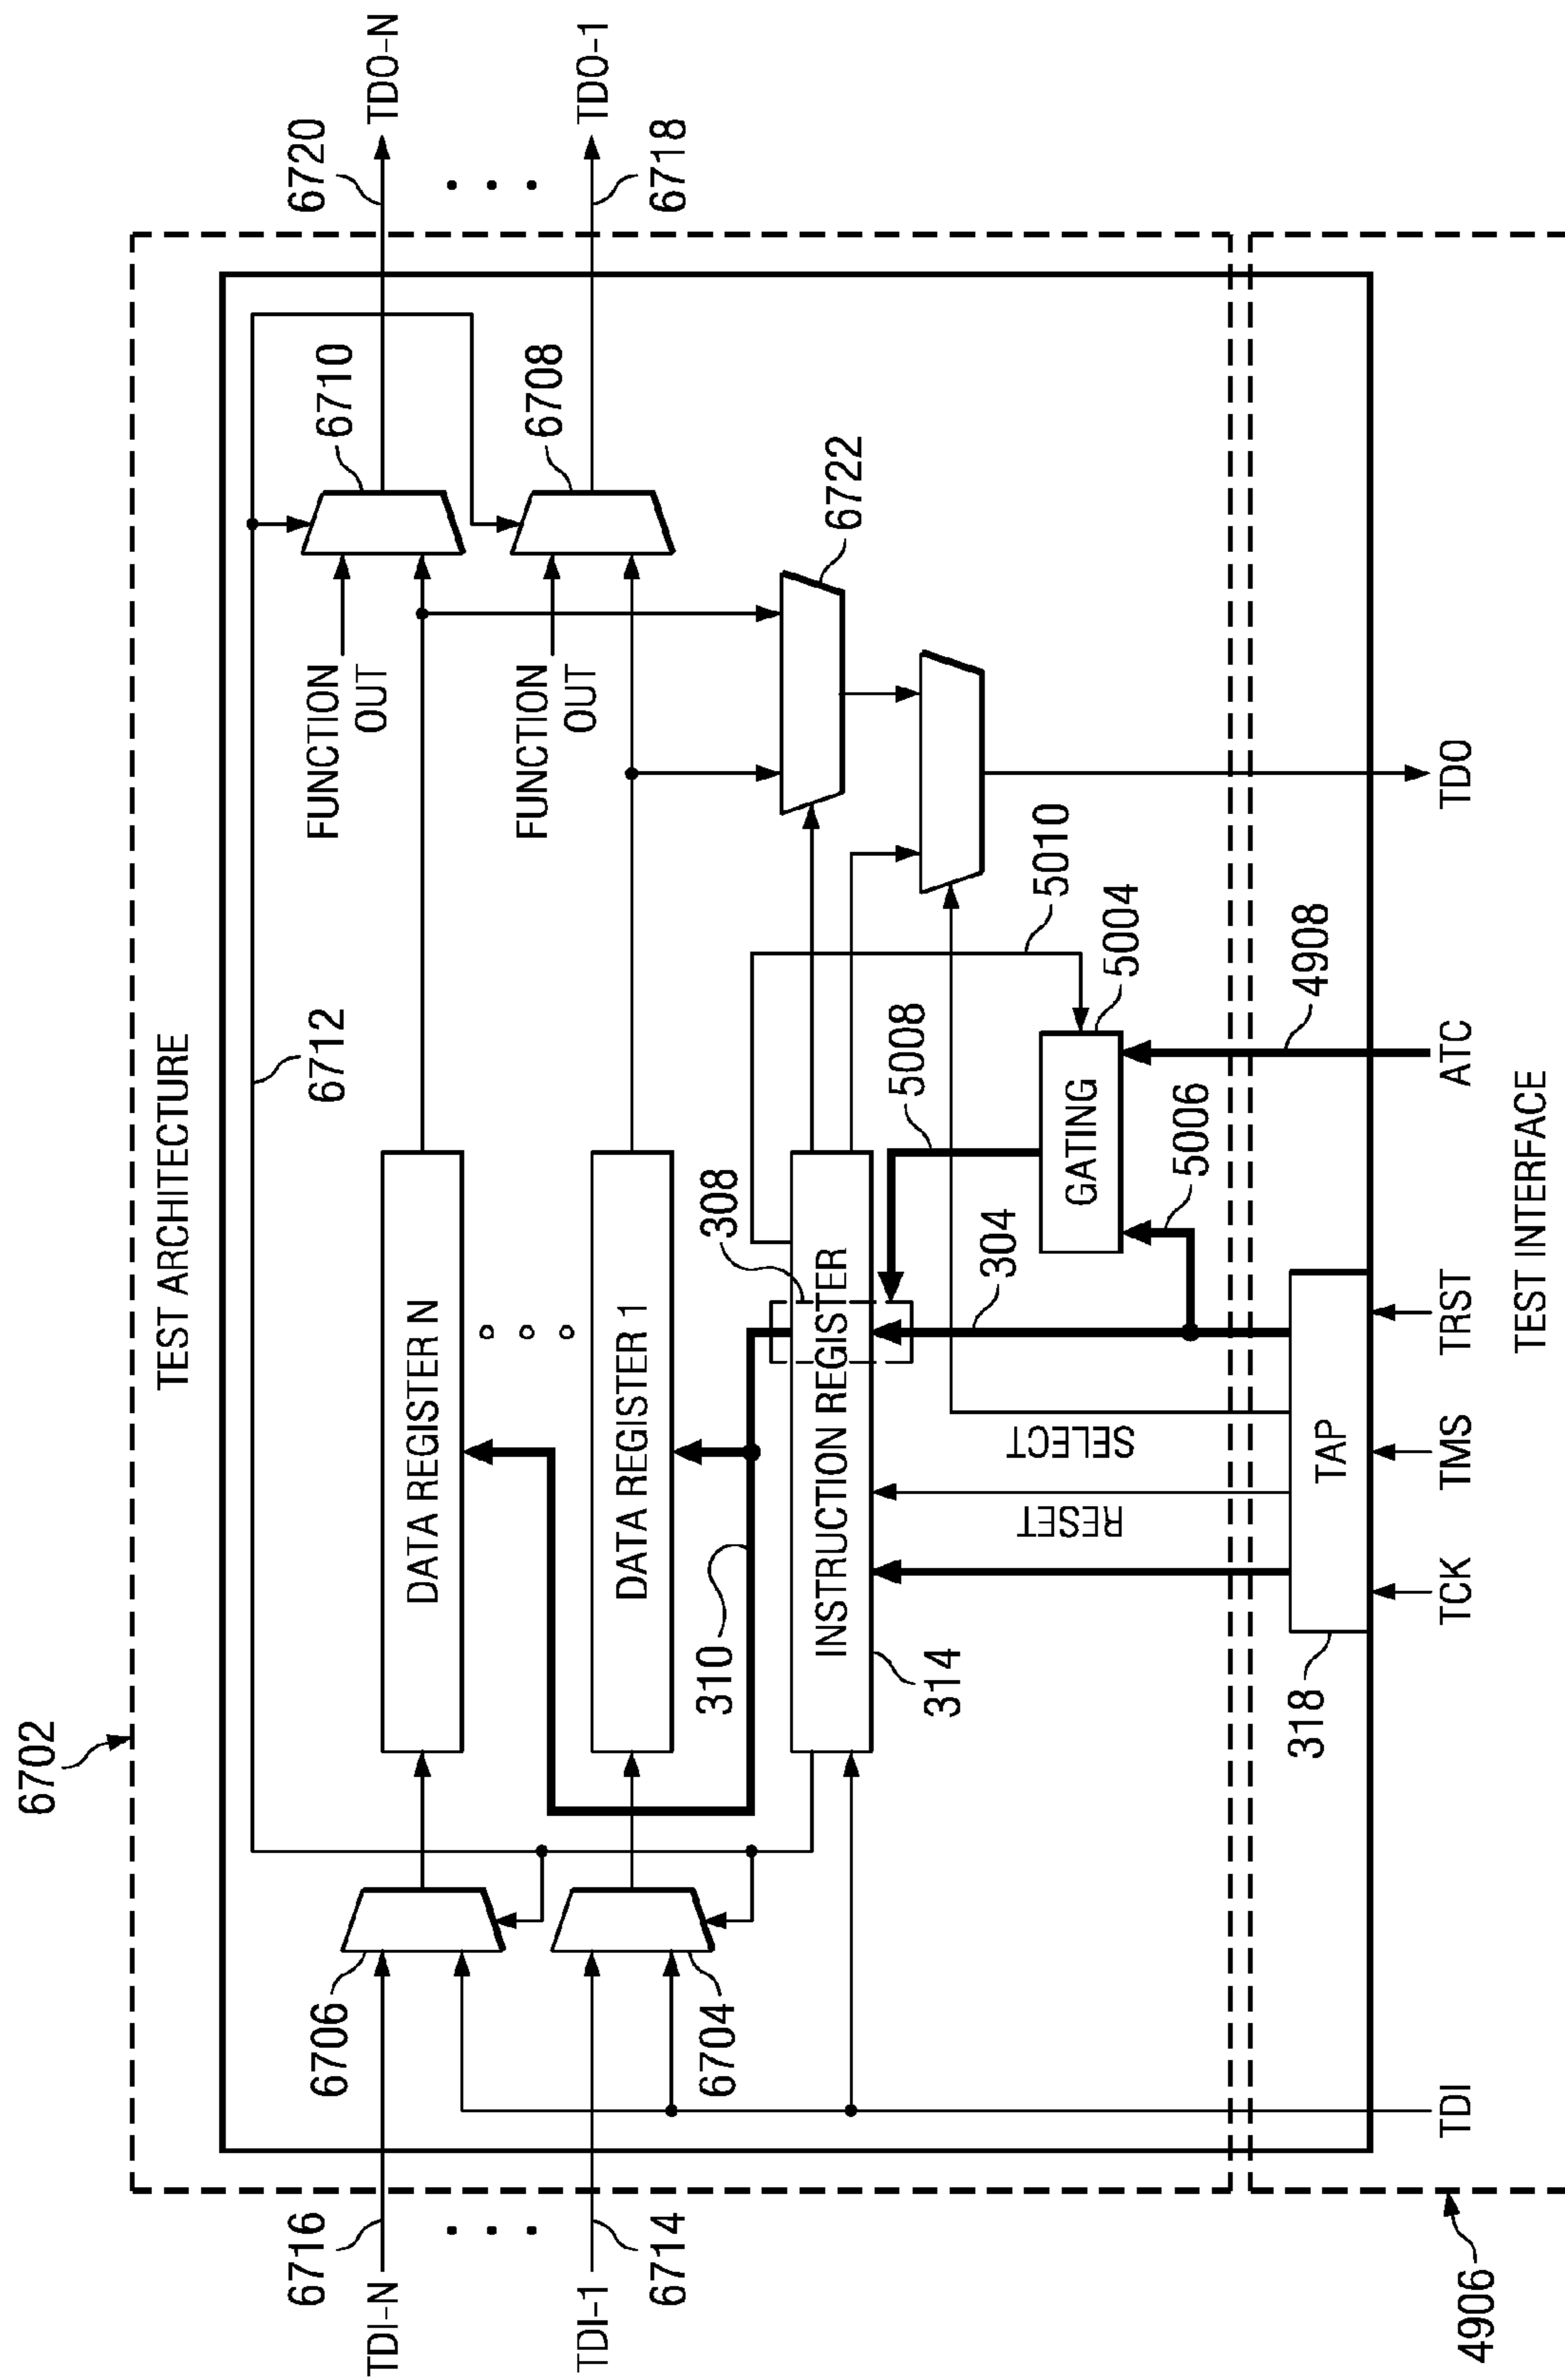 6702
TEST ARCHITECTURE
6712
6716
TDI-N
6706
DATA REGISTER N
FUNCTION
OUT
6710
6720
TDO-N
TDI-1
6714
6704
310
DATA REGISTER 1
308
FUNCTION
OUT
6708
6718
TDO-1
6722
INSTRUCTION REGISTER
314
5008
5010
304
RESET
SELECT
GATING
5004
5006
4908
318
TAP
4906
TDI
TCK
TMS
TRST
ATC
TDO
TEST INTERFACE